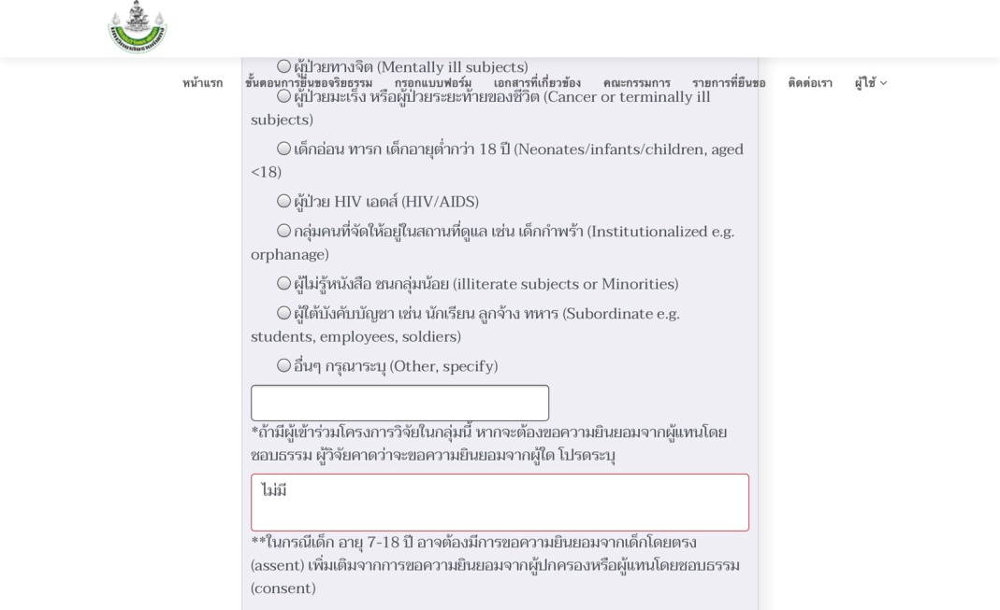 ผู้ป่วยทางจิต (Mentally ill subjects)
หน้าแรก ขั้นตอนการยื่นขอจริยธรรม กรอกแบบฟอร์ม เอกสารที่เกี่ยวข้อง คณะกรรมการ รายการที่ยื่นขอ ติดต่อเรา ผู้ใช้
ผู้ป่วยมะเร็ง หรือผู้ป่วยระยะท้ายของชีวิต (Cancer or terminally ill
subjects)
เด็กอ่อน ทารก เด็กอายุต่ำกว่า 18 ปี (Neonates/infants/children, aged
<18)
ผู้ป่วย HIV เอดส์ (HIV/AIDS)
กลุ่มคนที่จัดให้อยู่ในสถานที่ดูแล เช่น เด็กกำพร้า (Institutionalized e.g.
orphanage)
ผู้ไม่รู้หนังสือ ชนกลุ่มน้อย (illiterate subjects or Minorities)
ผู้ใต้บังคับบัญชา เช่น นักเรียน ลูกจ้าง ทหาร (Subordinate e.g.
students, employees, soldiers)
อื่นๆ กรุณาระบุ (Other, specify)
*ถ้ามีผู้เข้าร่วมโครงการวิจัยในกลุ่มนี้ หากจะต้องขอความยินยอมจากผู้แทนโดย
ชอบธรรม ผู้วิจัยคาดว่าจะขอความยินยอมจากผู้ใด โปรดระบุ
ไม่มี
**ในกรณีเด็ก อายุ 7-18 ปี อาจต้องมีการขอความยินยอมจากเด็กโดยตรง
(assent) เพิ่มเติมจากการขอความยินยอมจากผู้ปกครองหรือผู้แทนโดยชอบธรรม
(consent)